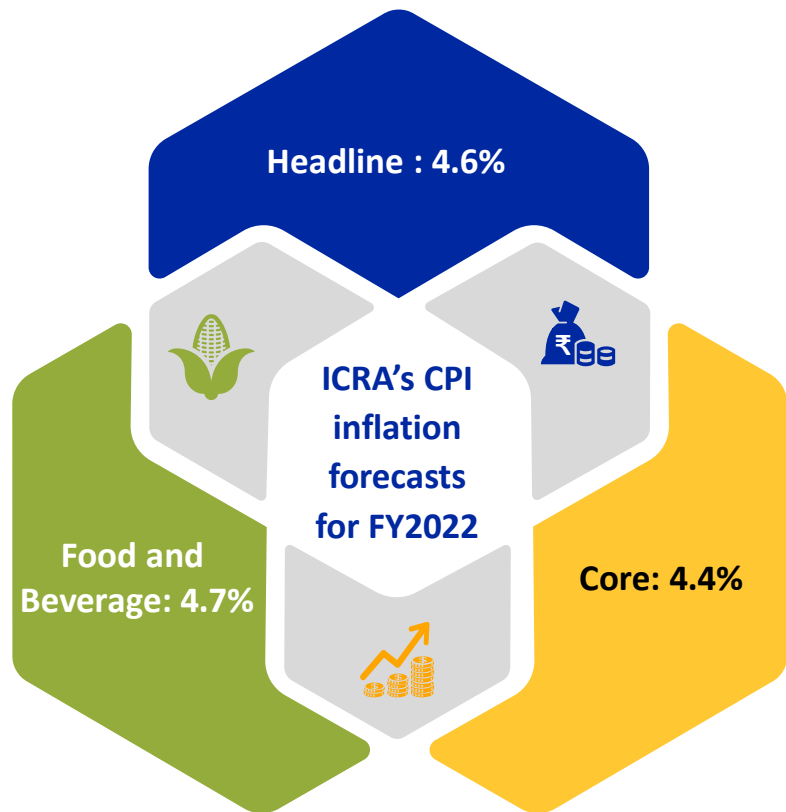 Headline : 4.6%
₹
ICRA’s CPI
inflation
forecasts
for FY2022
Food and
Beverage: 4.7%
Core: 4.4%